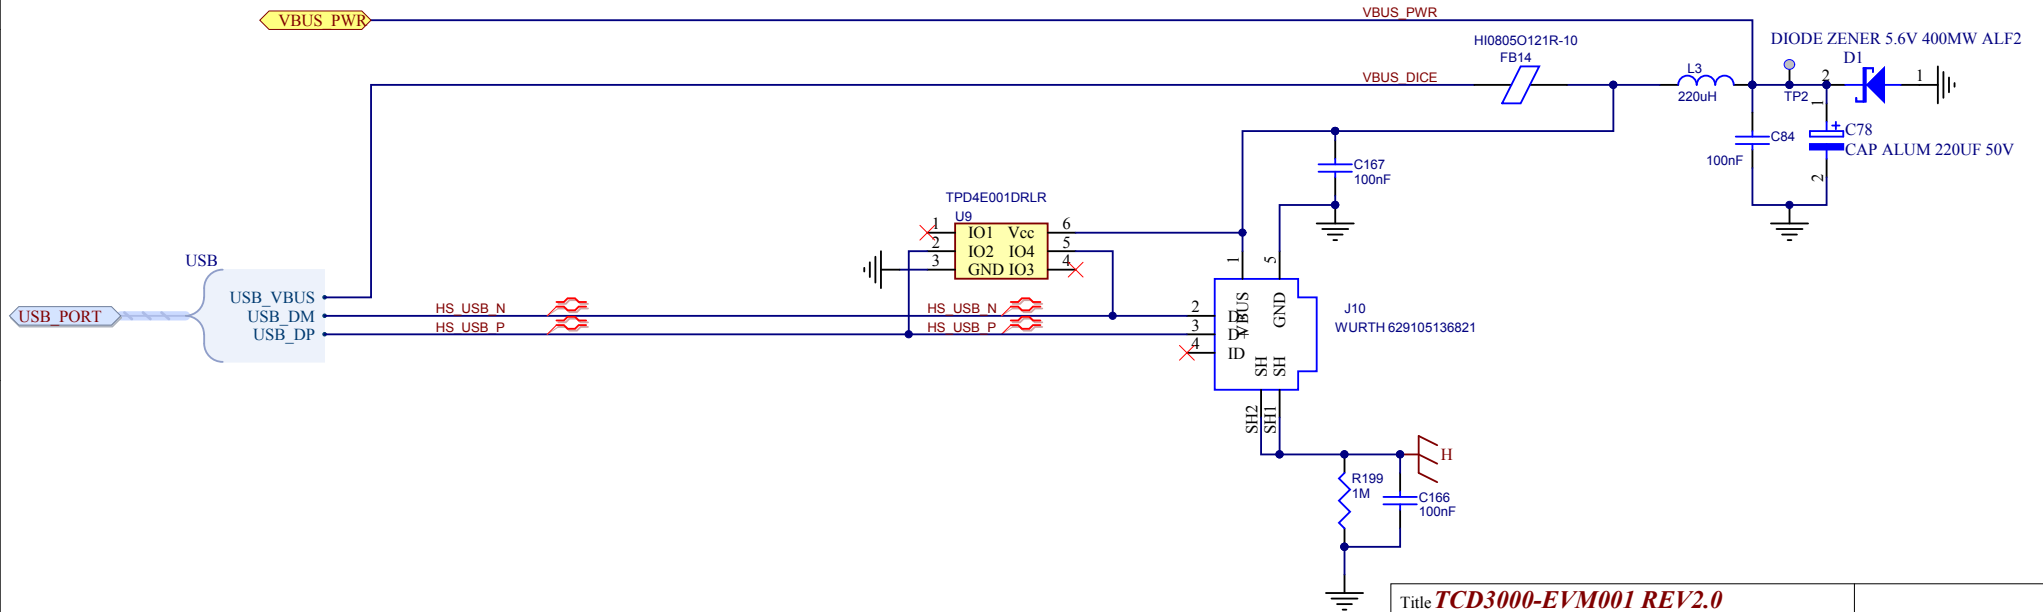 VBUS_PWR
VBUS_PWR
HI0805O121R-10
FB14
DIODE ZENER 5.6V 400MW ALF2
D1
VBUS_DICE
L3
220uH
TP2
2
1
1
C84
100nF
+
C78
CAP ALUM 220UF 50V
2
C167
100nF
TPD4E001DRLR
U9
1 IO1 Vcc 6
2 IO2 IO4 5
3 GND IO3 4
USB
USB_PORT
USB_VBUS
USB_DM
USB_DP
HS_USB_N
HS_USB_P
HS_USB_N
HS_USB_P
1
5
VBUS
GND
2 D-
3 D+
4 ID
SH
SH
SH2
SH1
J10
WURTH 629105136821
H
R199
1M
C166
100nF
Title TCD3000-EVM001 REV2.0